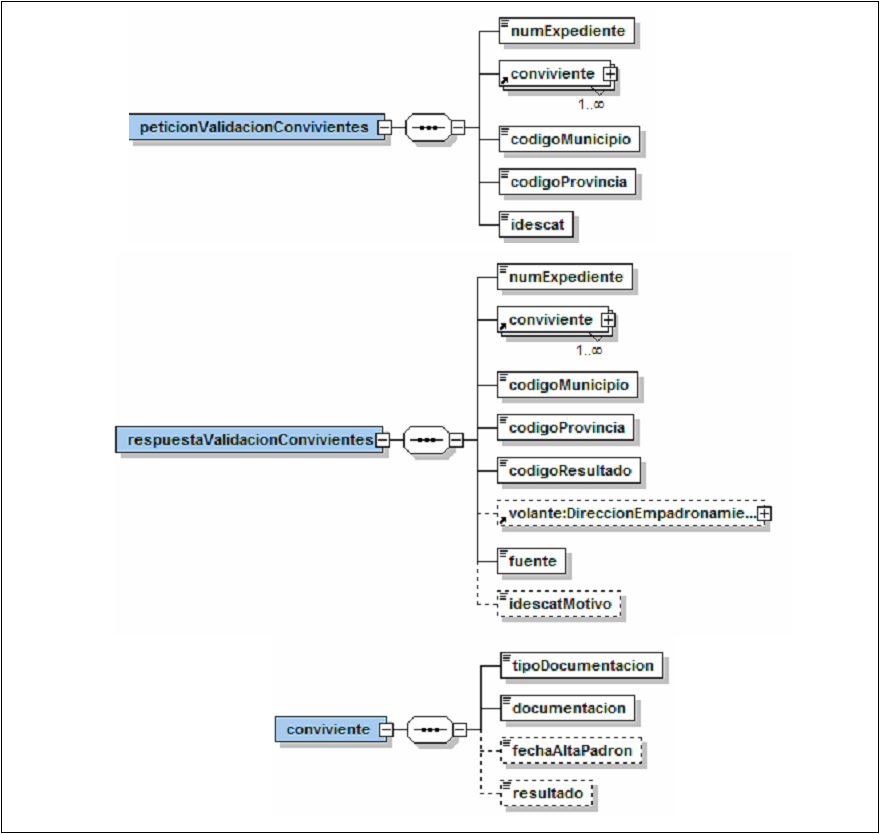 numExpediente
conviviente
1..∞
peticionValidacionConvivientes
codigoMunicipio
codigoProvincia
idescat
numExpediente
conviviente
1..∞
codigoMunicipio
codigoProvincia
respuestaValidacionConvivientes
codigoResultado
volante:DireccionEmpadronamie...
fuente
idescatMotivo
tipoDocumentacion
documentacion
conviviente
fechaAltaPadron
resultado